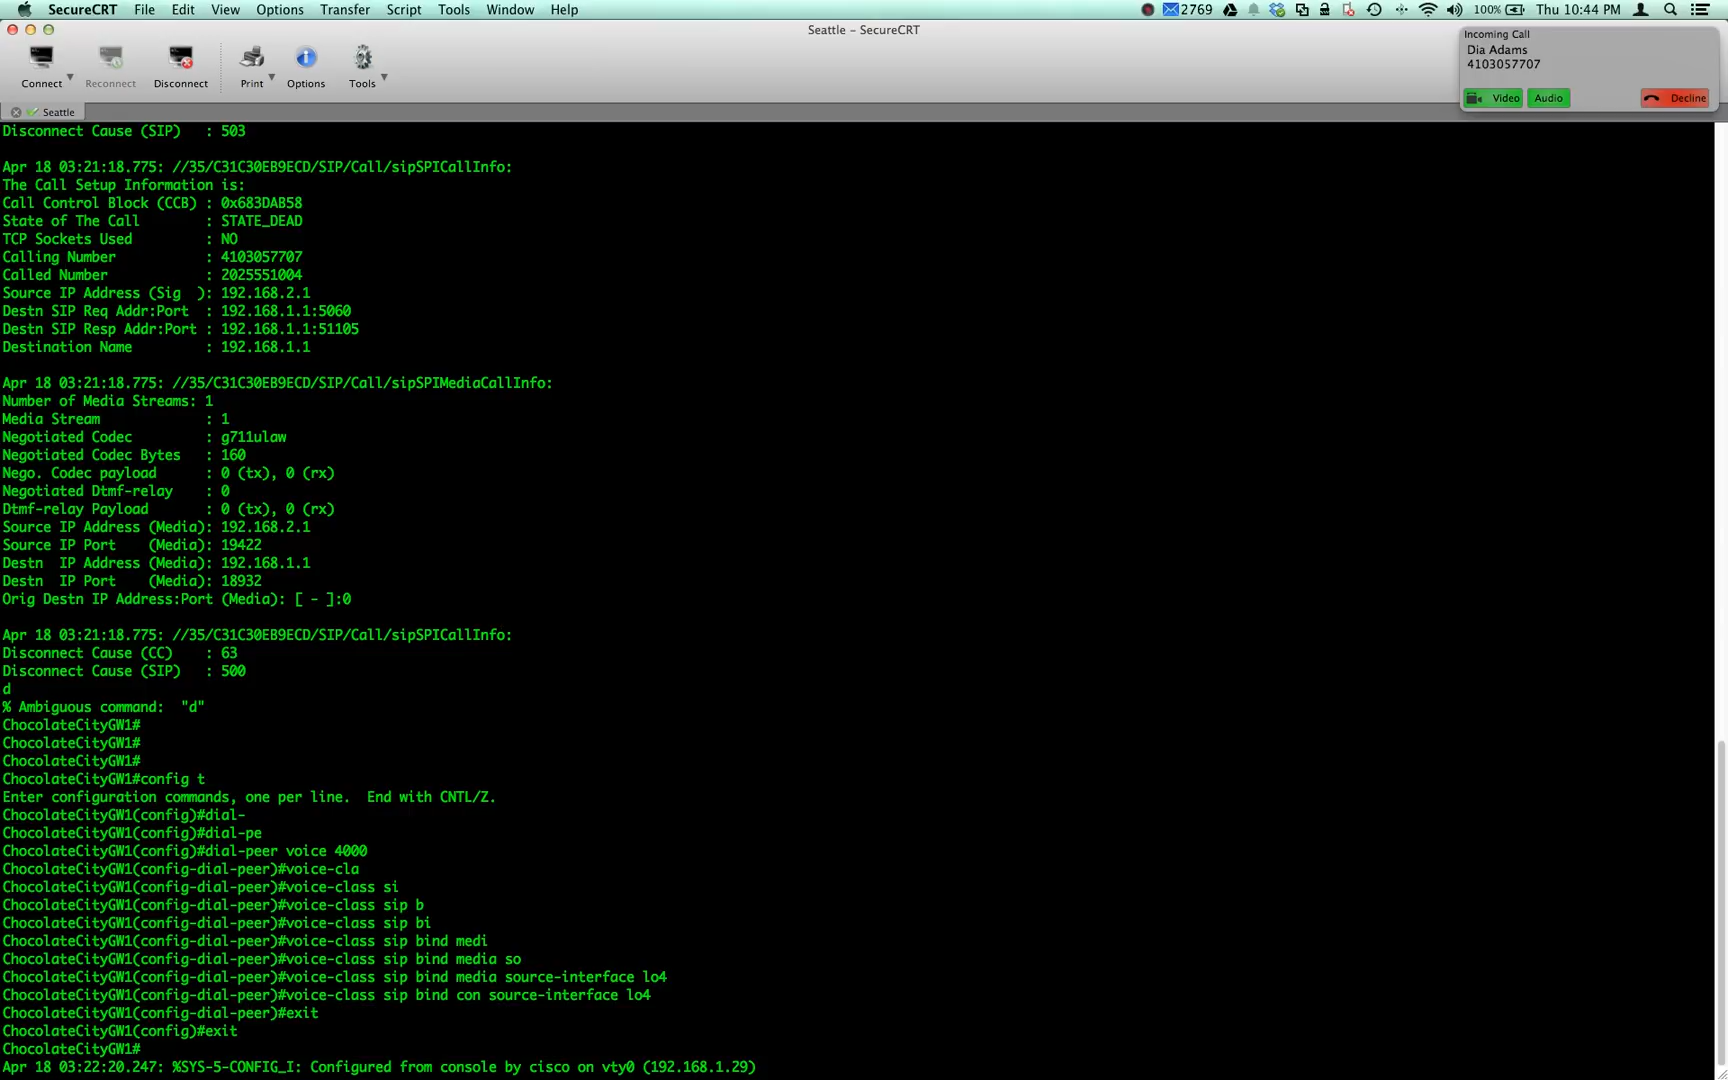 SecureCRT File Edit View Options Transfer Script Tools Window Help 2769 100% Thu 10:44 PM
Seattle – SecureCRT
Incoming Call
Dia Adams
4103057707
Video Audio Decline
Connect Reconnect Disconnect Print Options Tools
Seattle
Disconnect Cause (SIP)   : 503
Apr 18 03:21:18.775: //35/C31C30EB9ECD/SIP/Call/sipSPICallInfo:
The Call Setup Information is:
Call Control Block (CCB) : 0x683DAB58
State of The Call        : STATE_DEAD
TCP Sockets Used         : NO
Calling Number           : 4103057707
Called Number            : 2025551004
Source IP Address (Sig  ): 192.168.2.1
Destn SIP Req Addr:Port  : 192.168.1.1:5060
Destn SIP Resp Addr:Port : 192.168.1.1:51105
Destination Name         : 192.168.1.1
Apr 18 03:21:18.775: //35/C31C30EB9ECD/SIP/Call/sipSPIMediaCallInfo:
Number of Media Streams: 1
Media Stream             : 1
Negotiated Codec         : g711ulaw
Negotiated Codec Bytes   : 160
Nego. Codec payload      : 0 (tx), 0 (rx)
Negotiated Dtmf-relay    : 0
Dtmf-relay Payload       : 0 (tx), 0 (rx)
Source IP Address (Media): 192.168.2.1
Source IP Port    (Media): 19422
Destn  IP Address (Media): 192.168.1.1
Destn  IP Port    (Media): 18932
Orig Destn IP Address:Port (Media): [ - ]:0
Apr 18 03:21:18.775: //35/C31C30EB9ECD/SIP/Call/sipSPICallInfo:
Disconnect Cause (CC)    : 63
Disconnect Cause (SIP)   : 500
d
% Ambiguous command:  "d"
ChocolateCityGW1#
ChocolateCityGW1#
ChocolateCityGW1#
ChocolateCityGW1#config t
Enter configuration commands, one per line.  End with CNTL/Z.
ChocolateCityGW1(config)#dial-
ChocolateCityGW1(config)#dial-pe
ChocolateCityGW1(config)#dial-peer voice 4000
ChocolateCityGW1(config-dial-peer)#voice-cla
ChocolateCityGW1(config-dial-peer)#voice-class si
ChocolateCityGW1(config-dial-peer)#voice-class sip b
ChocolateCityGW1(config-dial-peer)#voice-class sip bi
ChocolateCityGW1(config-dial-peer)#voice-class sip bind medi
ChocolateCityGW1(config-dial-peer)#voice-class sip bind media so
ChocolateCityGW1(config-dial-peer)#voice-class sip bind media source-interface lo4
ChocolateCityGW1(config-dial-peer)#voice-class sip bind con source-interface lo4
ChocolateCityGW1(config-dial-peer)#exit
ChocolateCityGW1(config)#exit
ChocolateCityGW1#
Apr 18 03:22:20.247: %SYS-5-CONFIG_I: Configured from console by cisco on vty0 (192.168.1.29)